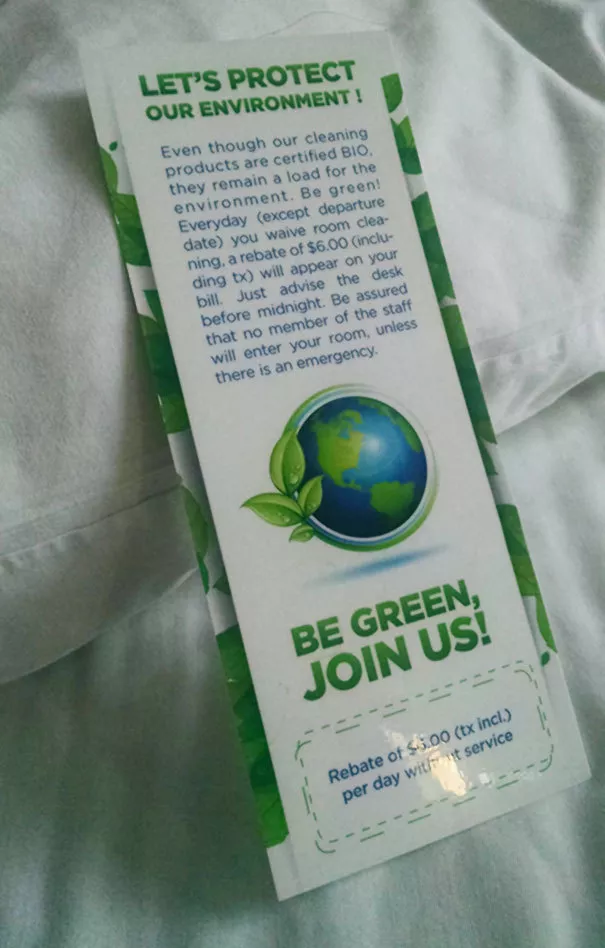 LET'S PROTECT
OUR ENVIRONMENT !
Even though our cleaning
products are certified BIO,
they remain a load for the
environment. Be green!
Everyday (except departure
date) you waive room clea-
ning, a rebate of $6.00 (inclu-
ding tx) will appear on your
bill. Just advise the desk
before midnight. Be assured
that no member of the staff
will enter your room, unless
there is an emergency.
BE GREEN,
JOIN US!
Rebate of $6.00 (tx incl.)
per day without service